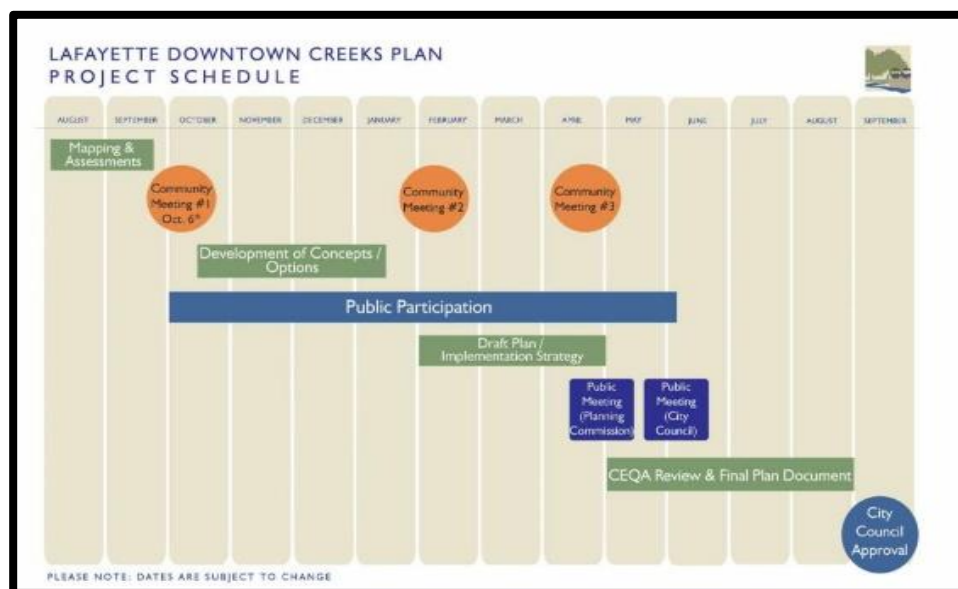 LAFAYETTE DOWNTOWN CREEKS PLAN
PROJECT SCHEDULE
AUGUST SEPTEMBER OCTOBER NOVEMBER DECEMBER JANUARY FEBRUARY MARCH APRIL MAY JUNE JULY AUGUST SEPTEMBER
Mapping &
Assessments
Community
Meeting #1
Oct. 6th
Community
Meeting #2
Community
Meeting #3
Development of Concepts /
Options
Public Participation
Draft Plan /
Implementation Strategy
Public
Meeting
(Planning
Commission)
Public
Meeting
(City
Council)
CEQA Review & Final Plan Document
City
Council
Approval
PLEASE NOTE: DATES ARE SUBJECT TO CHANGE